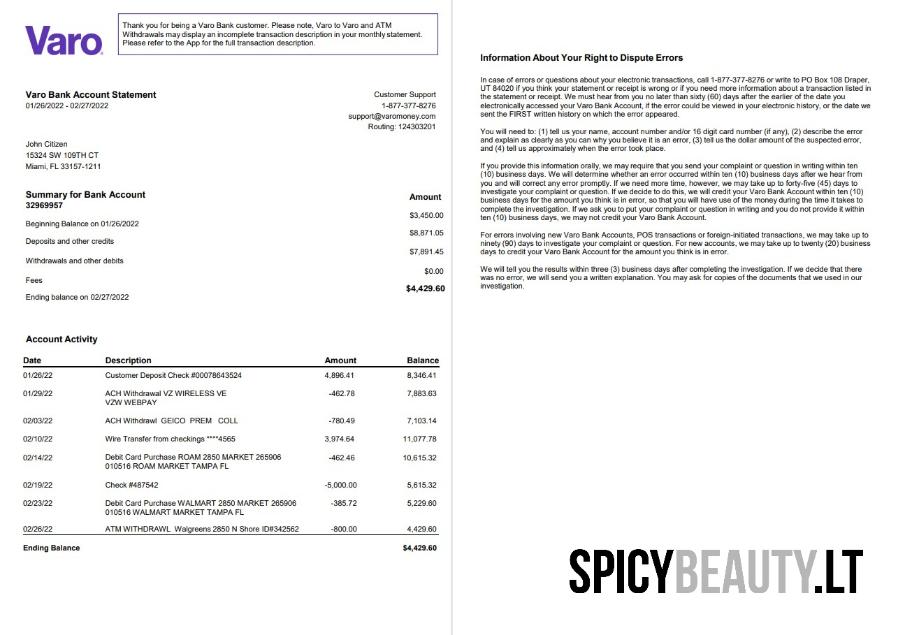 Varo
Thank you for being a Varo Bank customer. Please note, Varo to Varo and ATM
Withdrawals may display an incomplete transaction description in your monthly statement.
Please refer to the App for the full transaction description.
Varo Bank Account Statement
01/26/2022 - 02/27/2022
Customer Support
1-877-377-8276
support@varomoney.com
Routing: 124303201
John Citizen
15324 SW 109TH CT
Miami, FL 33157-1211
Summary for Bank Account
32969957
Amount
$3,450.00
Beginning Balance on 01/26/2022
$8,871.05
Deposits and other credits
$7,891.45
Withdrawals and other debits
$0.00
Fees
$4,429.60
Ending balance on 02/27/2022
Account Activity
Date Description Amount Balance
01/26/22 Customer Deposit Check #00078643524 4,896.41 8,346.41
01/29/22 ACH Withdrawal VZ WIRELESS VE -462.78 7,883.63
VZW WEBPAY
02/03/22 ACH Withdrawl GEICO PREM COLL -780.49 7,103.14
02/10/22 Wire Transfer from checkings ****4565 3,974.64 11,077.78
02/14/22 Debit Card Purchase ROAM 2850 MARKET 265906 -462.46 10,615.32
010516 ROAM MARKET TAMPA FL
02/19/22 Check #487542 -5,000.00 5,615.32
02/23/22 Debit Card Purchase WALMART 2850 MARKET 265906 -385.72 5,229.60
010516 WALMART MARKET TAMPA FL
02/26/22 ATM WITHDRAWL Walgreens 2850 N Shore ID#342562 -800.00 4,429.60
Ending Balance $4,429.60
Information About Your Right to Dispute Errors
In case of errors or questions about your electronic transactions, call 1-877-377-8276 or write to PO Box 108 Draper,
UT 84020 if you think your statement or receipt is wrong or if you need more information about a transaction listed in
the statement or receipt. We must hear from you no later than sixty (60) days after the earlier of the date you
electronically accessed your Varo Bank Account, if the error could be viewed in your electronic history, or the date we
sent the FIRST written history on which the error appeared.
You will need to: (1) tell us your name, account number and/or 16 digit card number (if any), (2) describe the error
and explain as clearly as you can why you believe it is an error, (3) tell us the dollar amount of the suspected error,
and (4) tell us approximately when the error took place.
If you provide this information orally, we may require that you send your complaint or question in writing within ten
(10) business days. We will determine whether an error occurred within ten (10) business days after we hear from
you and will correct any error promptly. If we need more time, however, we may take up to forty-five (45) days to
investigate your complaint or question. If we decide to do this, we will credit your Varo Bank Account within ten (10)
business days for the amount you think is in error, so that you will have use of the money during the time it takes to
complete the investigation. If we ask you to put your complaint or question in writing and you do not provide it within
ten (10) business days, we may not credit your Varo Bank Account.
For errors involving new Varo Bank Accounts, POS transactions or foreign-initiated transactions, we may take up to
ninety (90) days to investigate your complaint or question. For new accounts, we may take up to twenty (20) business
days to credit your Varo Bank Account for the amount you think is in error.
We will tell you the results within three (3) business days after completing the investigation. If we decide that there
was no error, we will send you a written explanation. You may ask for copies of the documents that we used in our
investigation.
SPICYBEAUTY.LT